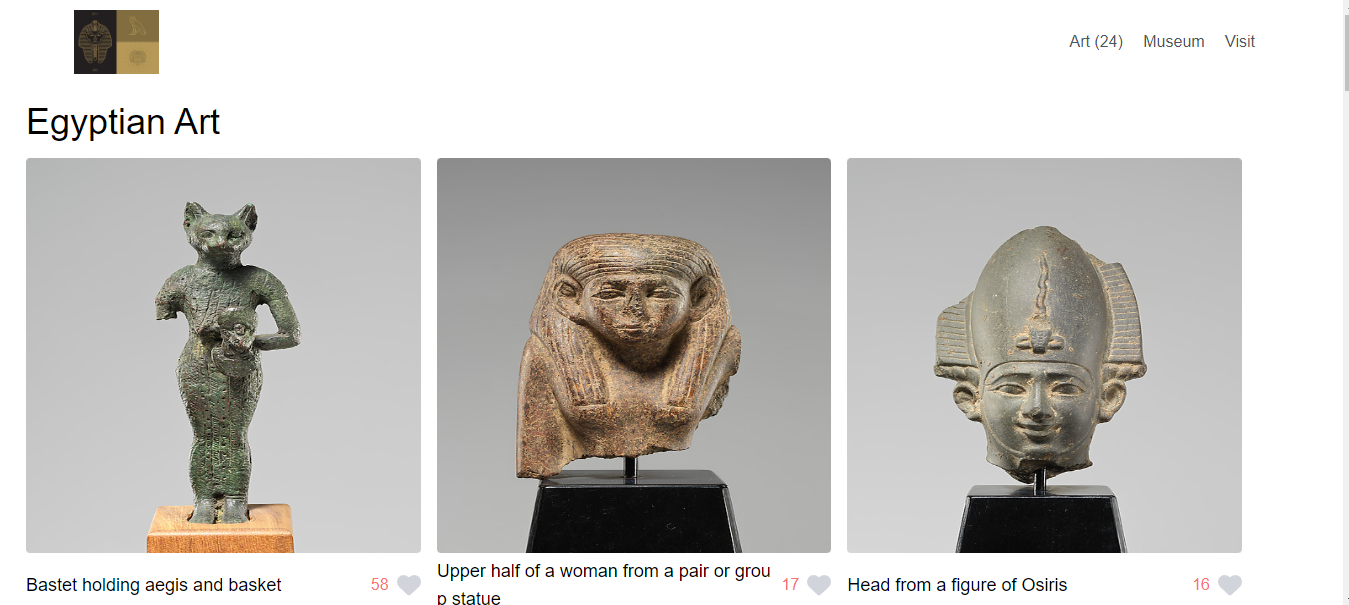 Art (24) Museum Visit
Egyptian Art
Bastet holding aegis and basket 58
Upper half of a woman from a pair or grou
p statue 17
Head from a figure of Osiris 16